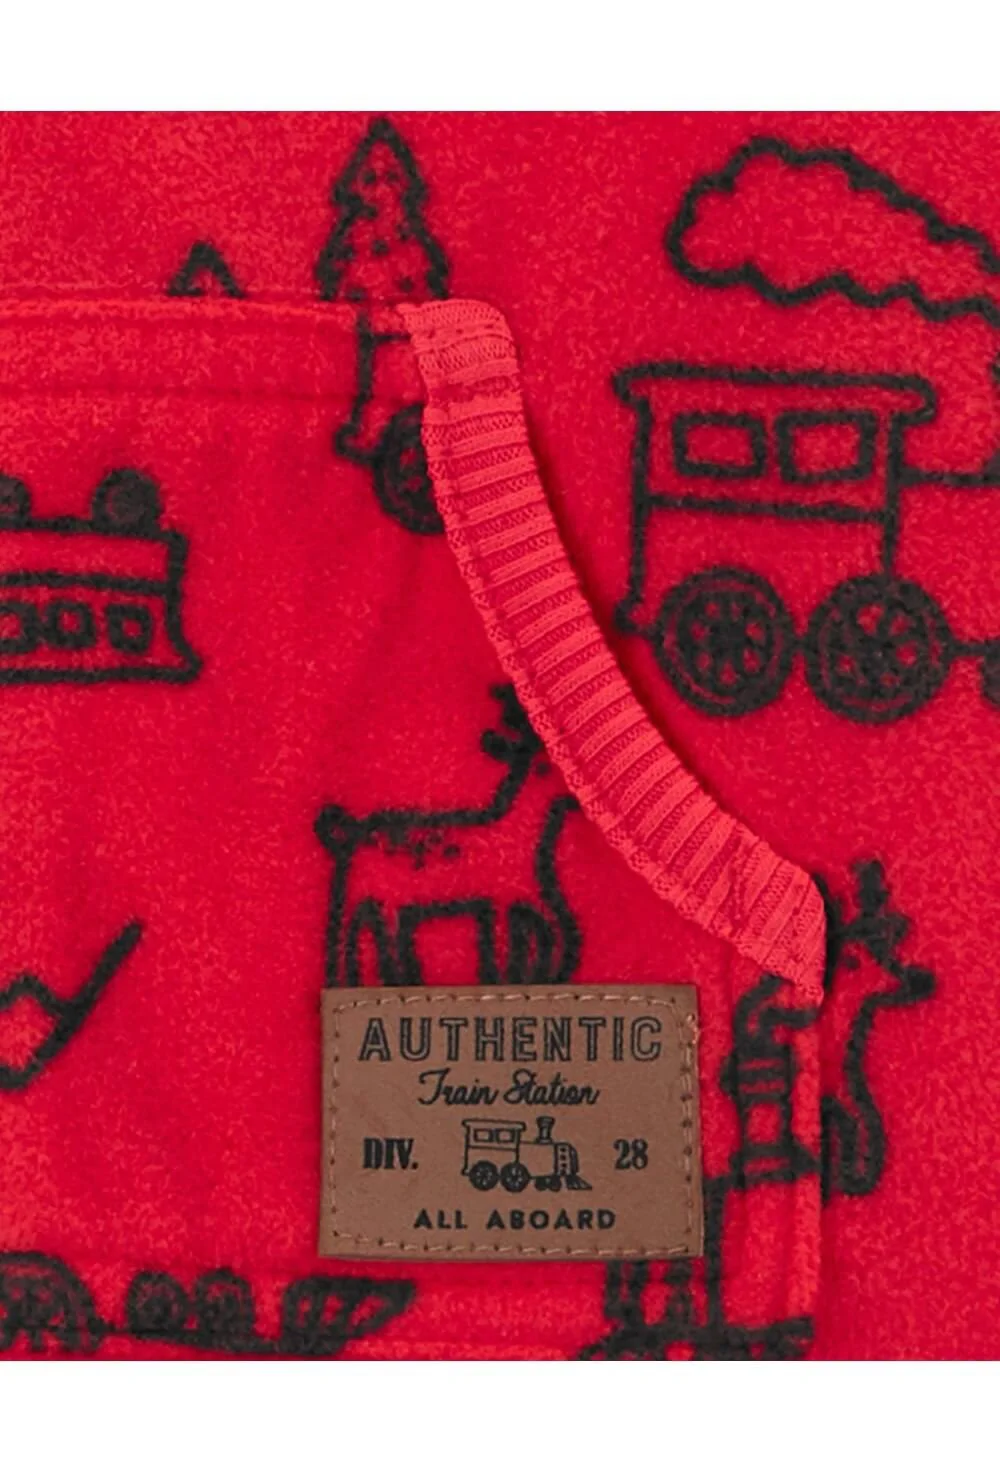 AUTHENTIC
Train Station
DIV. 28
ALL ABOARD